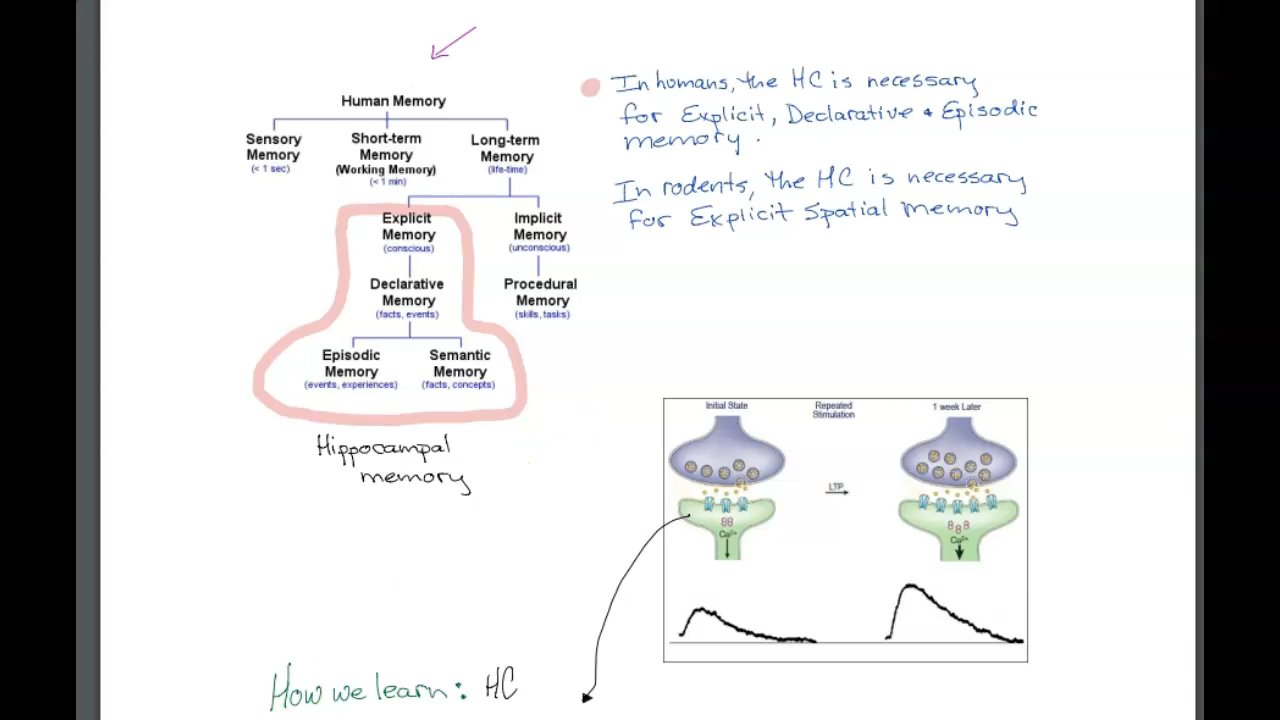 Human Memory
Sensory
Memory
(< 1 sec)
Short-term
Memory
(Working Memory)
(< 1 min)
Long-term
Memory
(life-time)
Explicit
Memory
(conscious)
Implicit
Memory
(unconscious)
Declarative
Memory
(facts, events)
Procedural
Memory
(skills, tasks)
Episodic
Memory
(events, experiences)
Semantic
Memory
(facts, concepts)
Hippocampal
memory
In humans, the HC is necessary
for Explicit, Declarative + Episodic
memory.
In rodents, the HC is necessary
for Explicit Spatial memory
Initial State
Repeated
Stimulation
1 week Later
LTP
Ca2+
Ca2+
How we learn: HC